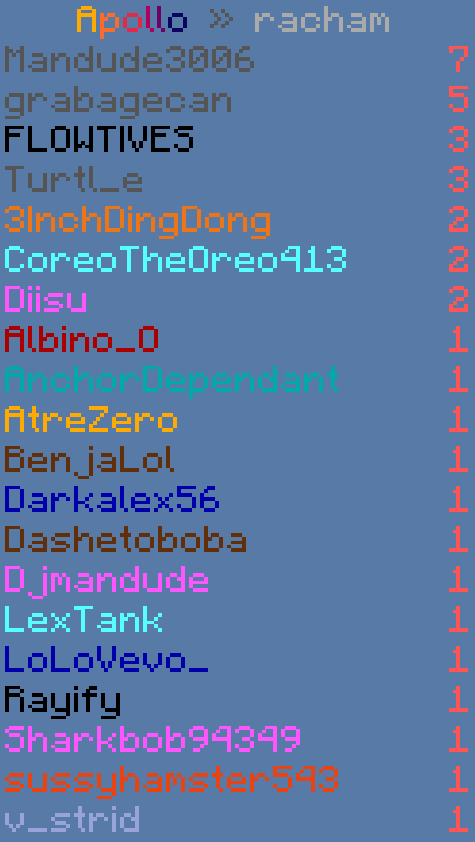 Apollo » racham
Mandude3006 7
grabagecan 5
FLOWTIVES 3
Turtl_e 3
3InchDingDong 2
CoreoTheOreo413 2
Diisu 2
Albino_O 1
AnchorDependant 1
AtreZero 1
BenjaLol 1
Darkalex56 1
Dashetoboba 1
Djmandude 1
LexTank 1
LoLoVevo_ 1
Rayify 1
Sharkbob94349 1
sussyhamster543 1
v_strid 1